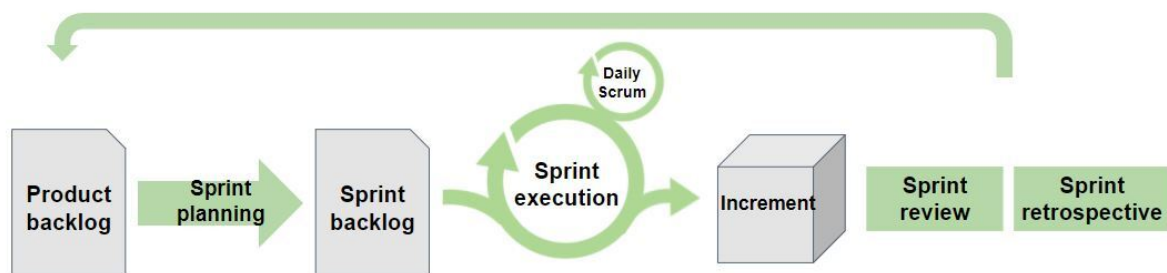 Daily
Scrum
Product
backlog
Sprint
planning
Sprint
backlog
Sprint
execution
Increment
Sprint
review
Sprint
retrospective